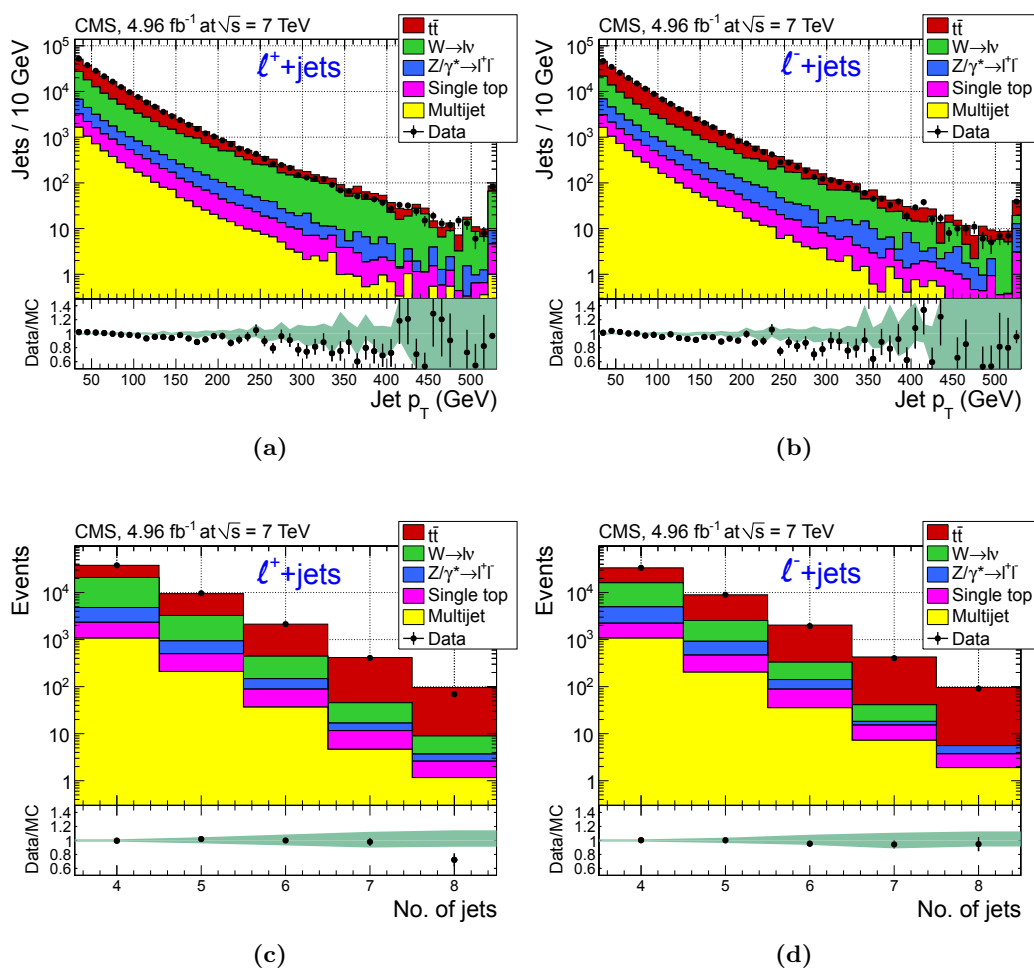 CMS, 4.96 fb⁻¹ at √s = 7 TeV
ℓ⁺+jets
tt̄
W→lν
Z/γ*→l⁺l⁻
Single top
Multijet
Data
Jets / 10 GeV
10⁵
10⁴
10³
10²
10
1
Data/MC
1.4
1.2
1.0
0.8
0.6
50 100 150 200 250 300 350 400 450 500
Jet p_T (GeV)
(a)
CMS, 4.96 fb⁻¹ at √s = 7 TeV
ℓ⁻+jets
tt̄
W→lν
Z/γ*→l⁺l⁻
Single top
Multijet
Data
Jets / 10 GeV
10⁵
10⁴
10³
10²
10
1
Data/MC
1.4
1.2
1.0
0.8
0.6
50 100 150 200 250 300 350 400 450 500
Jet p_T (GeV)
(b)
CMS, 4.96 fb⁻¹ at √s = 7 TeV
ℓ⁺+jets
tt̄
W→lν
Z/γ*→l⁺l⁻
Single top
Multijet
Data
Events
10⁴
10³
10²
10
1
Data/MC
1.4
1.2
1
0.8
0.6
4 5 6 7 8
No. of jets
(c)
CMS, 4.96 fb⁻¹ at √s = 7 TeV
ℓ⁻+jets
tt̄
W→lν
Z/γ*→l⁺l⁻
Single top
Multijet
Data
Events
10⁴
10³
10²
10
1
Data/MC
1.4
1.2
1
0.8
0.6
4 5 6 7 8
No. of jets
(d)